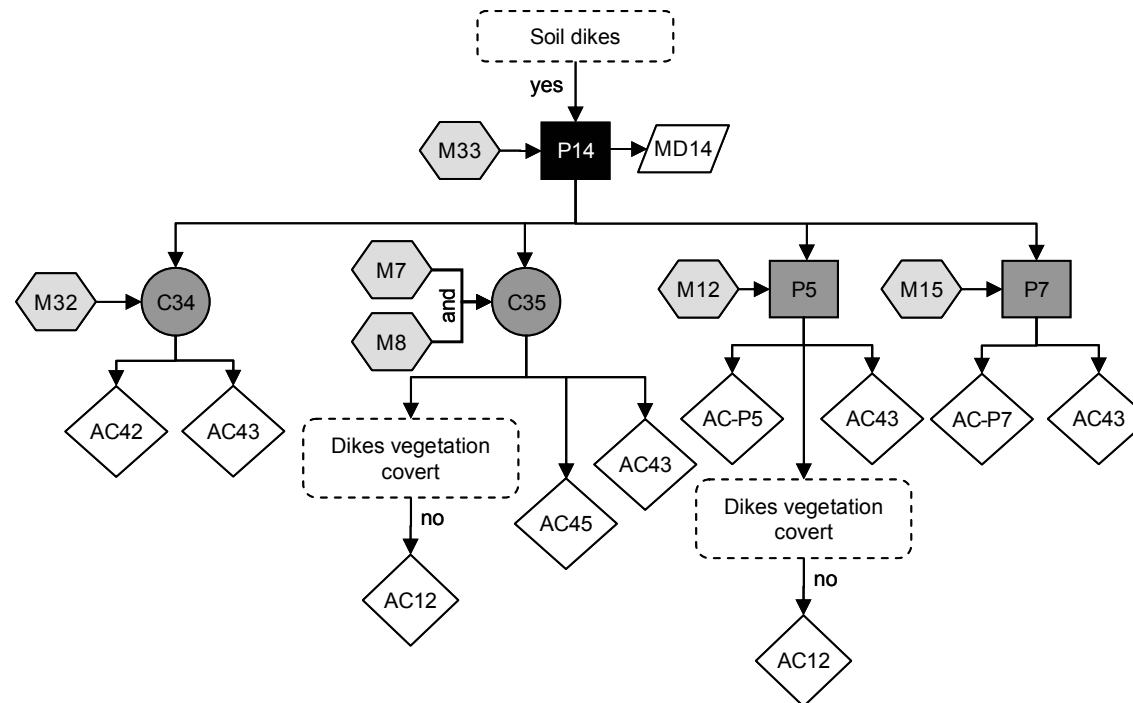 Soil dikes
yes
M33
P14
MD14
M32
C34
M7
and
M8
C35
M12
P5
M15
P7
AC42
AC43
Dikes vegetation
covert
no
AC12
AC45
AC43
AC-P5
AC43
Dikes vegetation
covert
no
AC12
AC-P7
AC43